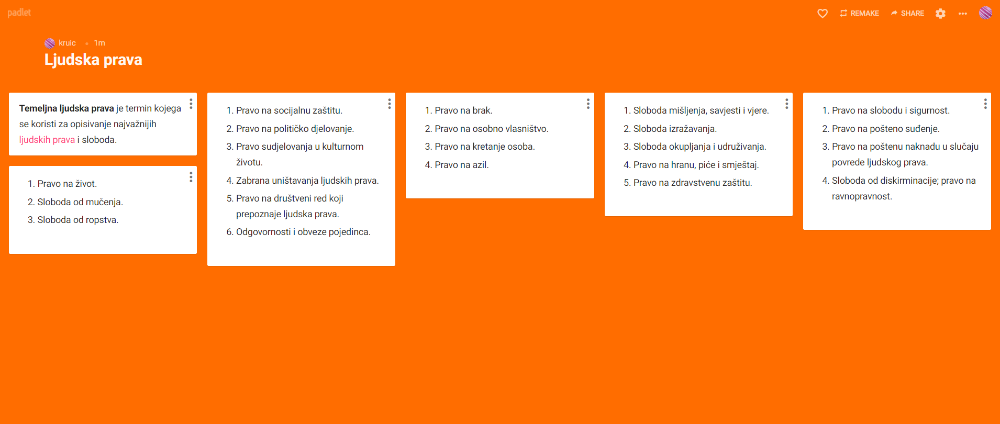 padlet
REMAKE
SHARE
kruic • 1m
Ljudska prava
Temeljna ljudska prava je termin kojega
se koristi za opisivanje najvažnijih
ljudskih prava i sloboda.
1. Pravo na život.
2. Sloboda od mučenja.
3. Sloboda od ropstva.
1. Pravo na socijalnu zaštitu.
2. Pravo na političko djelovanje.
3. Pravo sudjelovanja u kulturnom
životu.
4. Zabrana uništavanja ljudskih prava.
5. Pravo na društveni red koji
prepoznaje ljudska prava.
6. Odgovornosti i obveze pojedinca.
1. Pravo na brak.
2. Pravo na osobno vlasništvo.
3. Pravo na kretanje osoba.
4. Pravo na azil.
1. Sloboda mišljenja, savjesti i vjere.
2. Sloboda izražavanja.
3. Sloboda okupljanja i udruživanja.
4. Pravo na hranu, piće i smještaj.
5. Pravo na zdravstvenu zaštitu.
1. Pravo na slobodu i sigurnost.
2. Pravo na pošteno suđenje.
3. Pravo na poštenu naknadu u slučaju
povrede ljudskog prava.
4. Sloboda od diskirminacije; pravo na
ravnopravnost.